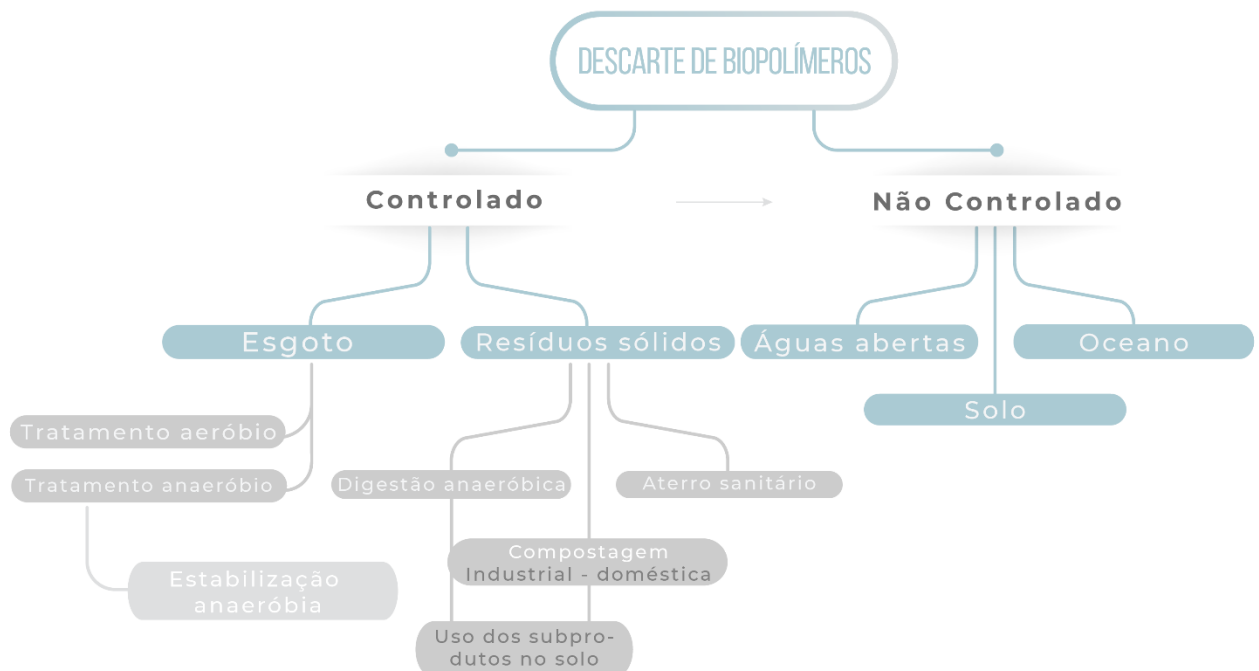 DESCARTE DE BIOPOLÍMEROS
Controlado
Não Controlado
Esgoto
Resíduos sólidos
Águas abertas
Oceano
Solo
Tratamento aeróbio
Tratamento anaeróbio
Digestão anaeróbica
Aterro sanitário
Compostagem
Industrial - doméstica
Estabilização
anaeróbia
Uso dos subpro-
dutos no solo